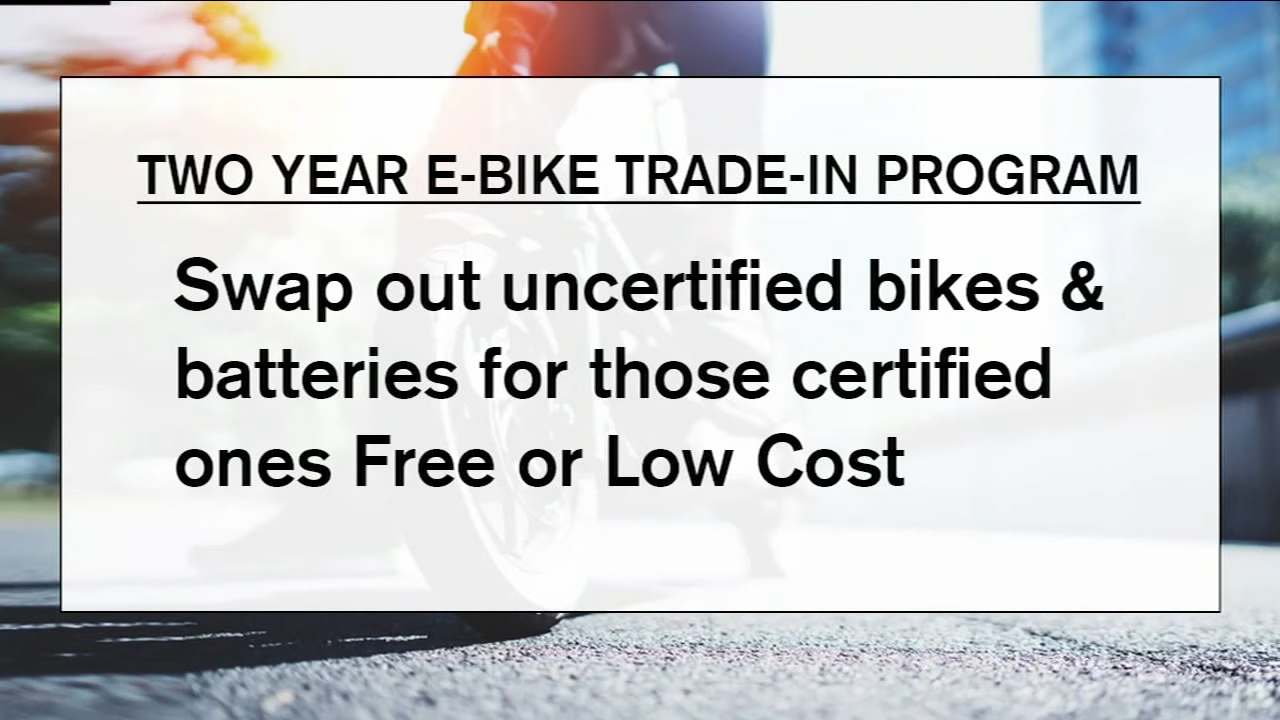 TWO YEAR E-BIKE TRADE-IN PROGRAM
Swap out uncertified bikes &
batteries for those certified
ones Free or Low Cost